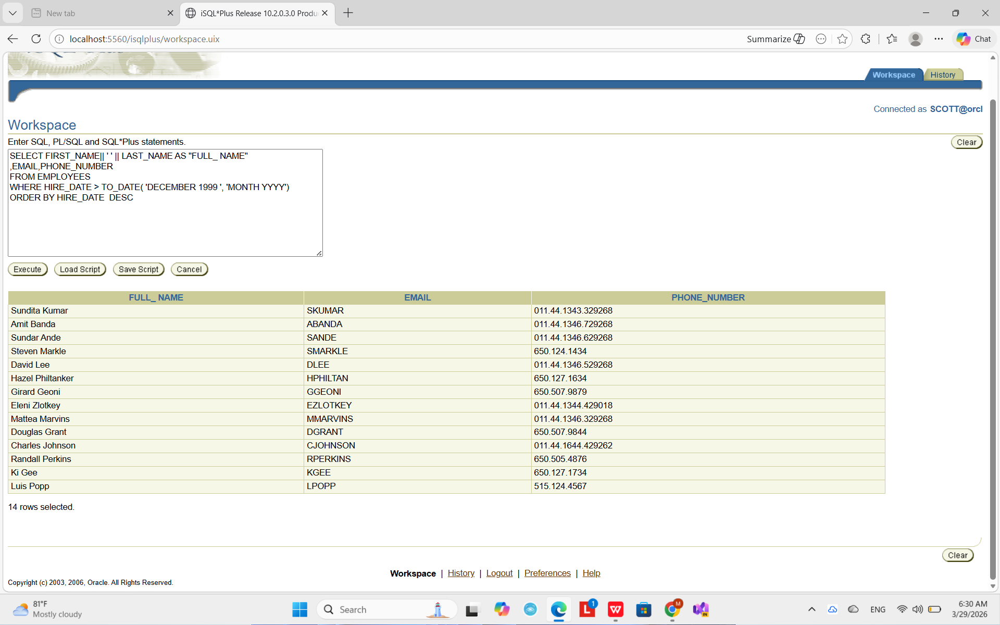 New tab
iSQL*Plus Release 10.2.0.3.0 Produ
localhost:5560/isqlplus/workspace.uix
Summarize
Chat
Workspace
History
Connected as SCOTT@orcl
Workspace
Enter SQL, PL/SQL and SQL*Plus statements.
Clear
SELECT FIRST_NAME|| ' ' || LAST_NAME AS "FULL_ NAME"
,EMAIL,PHONE_NUMBER
FROM EMPLOYEES
WHERE HIRE_DATE > TO_DATE( 'DECEMBER 1999 ', 'MONTH YYYY')
ORDER BY HIRE_DATE  DESC
Execute Load Script Save Script Cancel
FULL_ NAME EMAIL PHONE_NUMBER
Sundita Kumar SKUMAR 011.44.1343.329268
Amit Banda ABANDA 011.44.1346.729268
Sundar Ande SANDE 011.44.1346.629268
Steven Markle SMARKLE 650.124.1434
David Lee DLEE 011.44.1346.529268
Hazel Philtanker HPHILTAN 650.127.1634
Girard Geoni GGEONI 650.507.9879
Eleni Zlotkey EZLOTKEY 011.44.1344.429018
Mattea Marvins MMARVINS 011.44.1346.329268
Douglas Grant DGRANT 650.507.9844
Charles Johnson CJOHNSON 011.44.1644.429262
Randall Perkins RPERKINS 650.505.4876
Ki Gee KGEE 650.127.1734
Luis Popp LPOPP 515.124.4567
14 rows selected.
Clear
Workspace | History | Logout | Preferences | Help
Copyright (c) 2003, 2006, Oracle. All Rights Reserved.
81°F
Mostly cloudy
Search
L
1
W
M
IN
ENG
6:30 AM
3/29/2026